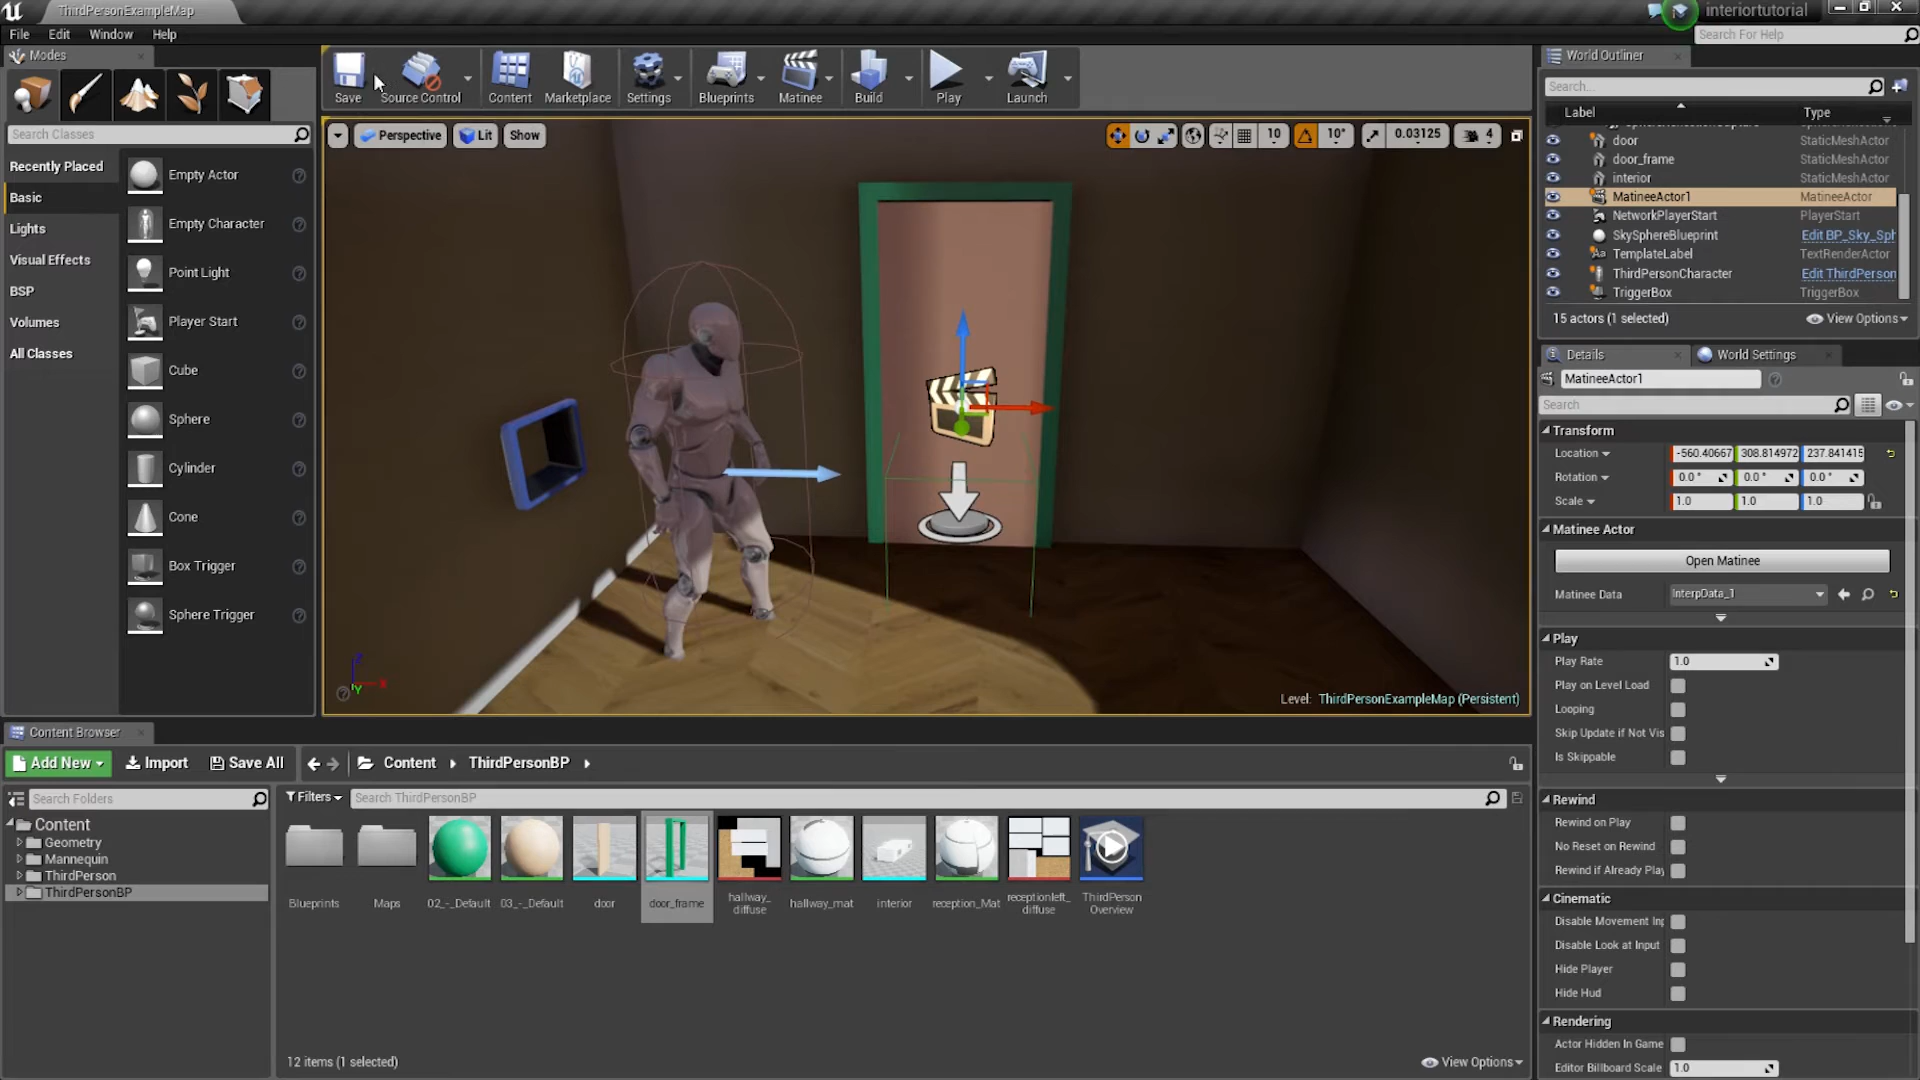 ThirdPersonExampleMap
interiortutorial
File Edit Window Help
Search For Help
Modes
Save
Source Control
Content
Marketplace
Settings
Blueprints
Matinee
Build
Play
Launch
Search Classes
Recently Placed
Basic
Lights
Visual Effects
BSP
Volumes
All Classes
Empty Actor
Empty Character
Point Light
Player Start
Cube
Sphere
Cylinder
Cone
Box Trigger
Sphere Trigger
Perspective Lit Show
10 10° 0.03125 4
Level: ThirdPersonExampleMap (Persistent)
World Outliner
Search...
Label Type
door StaticMeshActor
door_frame StaticMeshActor
interior StaticMeshActor
MatineeActor1 MatineeActor
NetworkPlayerStart PlayerStart
SkySphereBlueprint Edit BP_Sky_Sph
TemplateLabel TextRenderActor
ThirdPersonCharacter Edit ThirdPerson
TriggerBox TriggerBox
15 actors (1 selected) View Options
Details World Settings
MatineeActor1
Search
Transform
Location -560.40667 308.814972 237.841415
Rotation 0.0° 0.0° 0.0°
Scale 1.0 1.0 1.0
Matinee Actor
Open Matinee
Matinee Data InterpData_1
Play
Play Rate 1.0
Play on Level Load
Looping
Skip Update if Not Vis
Is Skippable
Rewind
Rewind on Play
No Reset on Rewind
Rewind if Already Play
Cinematic
Disable Movement Inp
Disable Look at Input
Hide Player
Hide Hud
Rendering
Actor Hidden In Game
Editor Billboard Scale 1.0
Content Browser
Add New Import Save All Content ThirdPersonBP
Search Folders
Filters Search ThirdPersonBP
Content
Geometry
Mannequin
ThirdPerson
ThirdPersonBP
Blueprints
Maps
02_-_Default
03_-_Default
door
door_frame
hallway_
diffuse
hallway_mat
interior
reception_Mat
receptionleft_
diffuse
ThirdPerson
Overview
12 items (1 selected) View Options
Z
X
Y